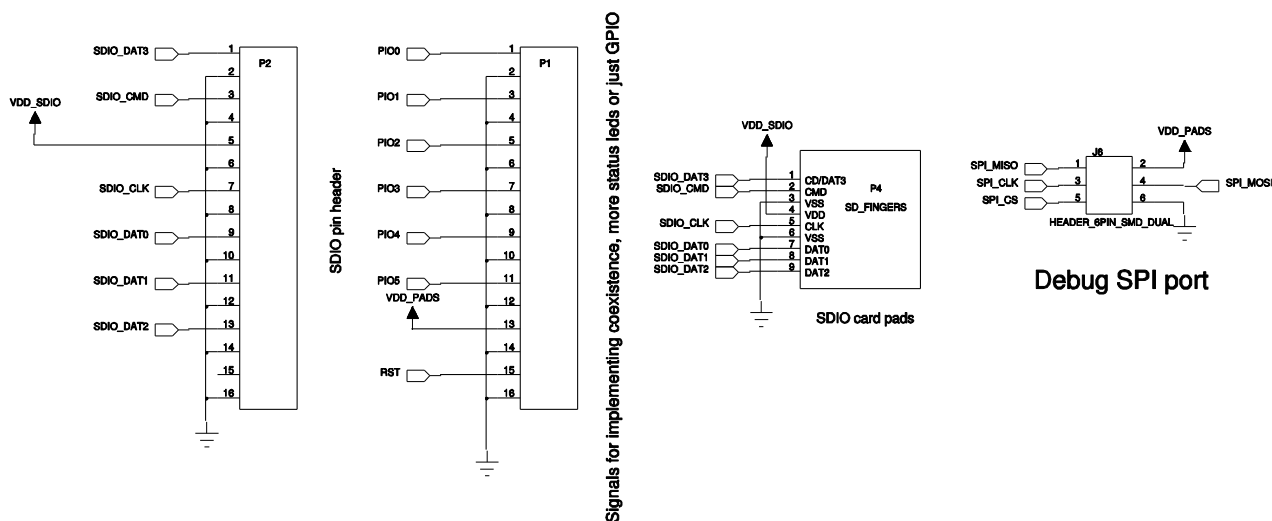 SDIO_DAT3
1
P2
2
SDIO_CMD
3
VDD_SDIO
4
5
6
SDIO_CLK
7
8
SDIO_DAT0
9
10
SDIO_DAT1
11
12
SDIO_DAT2
13
14
15
16
SDIO pin header
PIO0
1
P1
2
PIO1
3
4
PIO2
5
6
PIO3
7
8
PIO4
9
10
PIO5
11
VDD_PADS
12
13
14
RST
15
16
Signals for implementing coexistence, more status leds or just GPIO
VDD_SDIO
SDIO_DAT3 1 CD/DAT3
SDIO_CMD 2 CMD
3 VSS
4 VDD
SDIO_CLK 5 CLK
6 VSS
SDIO_DAT0 7 DAT0
SDIO_DAT1 8 DAT1
SDIO_DAT2 9 DAT2
P4
SD_FINGERS
SDIO card pads
VDD_PADS
J6
SPI_MISO 1 2
SPI_CLK 3 4 SPI_MOSI
SPI_CS 5 6
HEADER_6PIN_SMD_DUAL
Debug SPI port